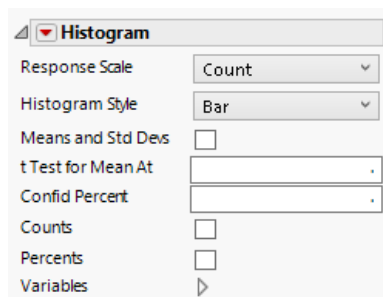 Histogram
Response Scale Count
Histogram Style Bar
Means and Std Devs
t Test for Mean At .
Confid Percent .
Counts
Percents
Variables